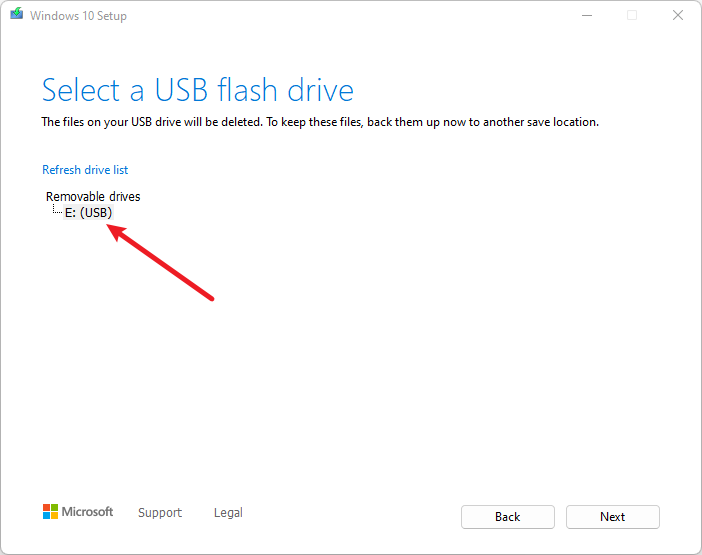 Windows 10 Setup
Select a USB flash drive
The files on your USB drive will be deleted. To keep these files, back them up now to another save location.
Refresh drive list
Removable drives
E: (USB)
Microsoft Support Legal Back Next